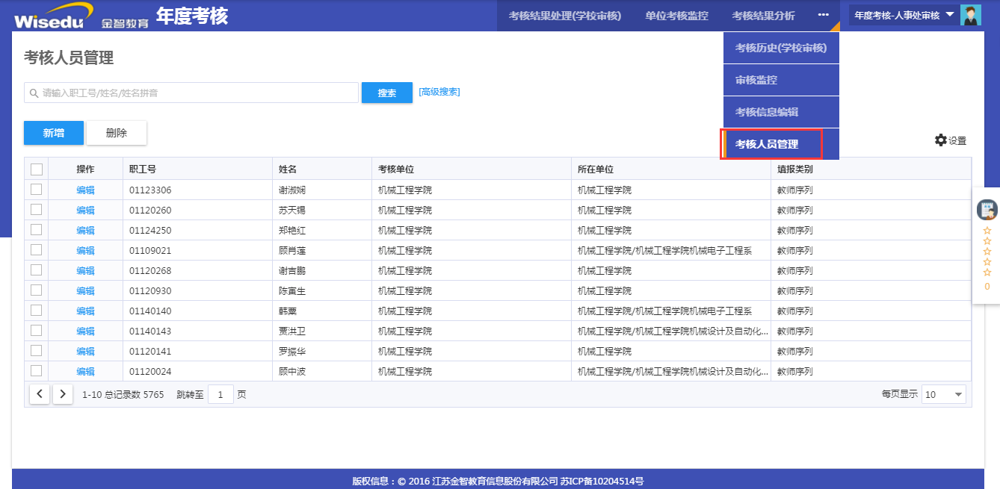 Wisedu 金智教育 年度考核
考核结果处理(学校审核) 单位考核监控 考核结果分析 ••• 年度考核-人事处审核
考核历史(学校审核)
审核监控
考核信息编辑
考核人员管理
考核人员管理
请输入职工号/姓名/姓名拼音 搜索 [高级搜索]
新增 删除 设置
操作 职工号 姓名 考核单位 所在单位 填报类别
编辑 01123306 谢淑娴 机械工程学院 机械工程学院 教师序列
编辑 01120260 苏天锡 机械工程学院 机械工程学院 教师序列
编辑 01124250 郑艳红 机械工程学院 机械工程学院 教师序列
编辑 01109021 顾肖莲 机械工程学院 机械工程学院/机械工程学院机械电子工程系 教师序列
编辑 01120268 谢吉鹏 机械工程学院 机械工程学院 教师序列
编辑 01120930 陈寅生 机械工程学院 机械工程学院 教师序列
编辑 01140140 韩粟 机械工程学院 机械工程学院/机械工程学院机械电子工程系 教师序列
编辑 01140143 贾洪卫 机械工程学院 机械工程学院/机械工程学院机械设计及自动化... 教师序列
编辑 01120141 罗振华 机械工程学院 机械工程学院 教师序列
编辑 01120024 顾中波 机械工程学院 机械工程学院/机械工程学院机械设计及自动化... 教师序列
1-10 总记录数 5765 跳转至 1 页 每页显示 10
0
版权信息：© 2016 江苏金智教育信息股份有限公司 苏ICP备10204514号